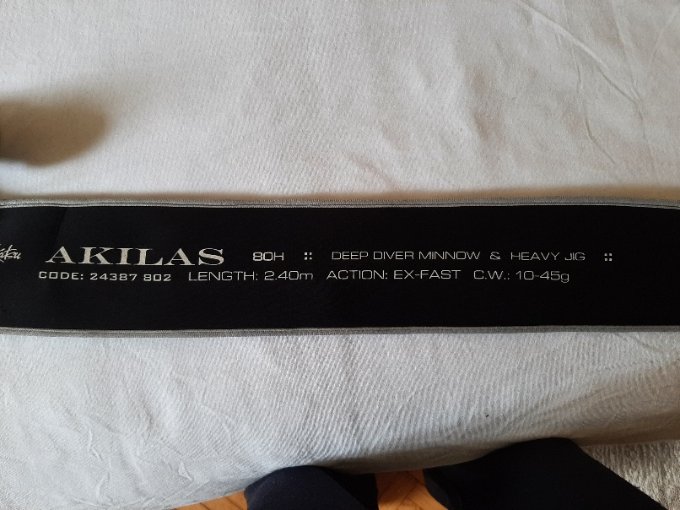 AKILAS 80H :: DEEP DIVER MINNOW & HEAVY JIG ::
CODE: 24387 802 LENGTH: 2.40m ACTION: EX-FAST C.W.: 10-45g